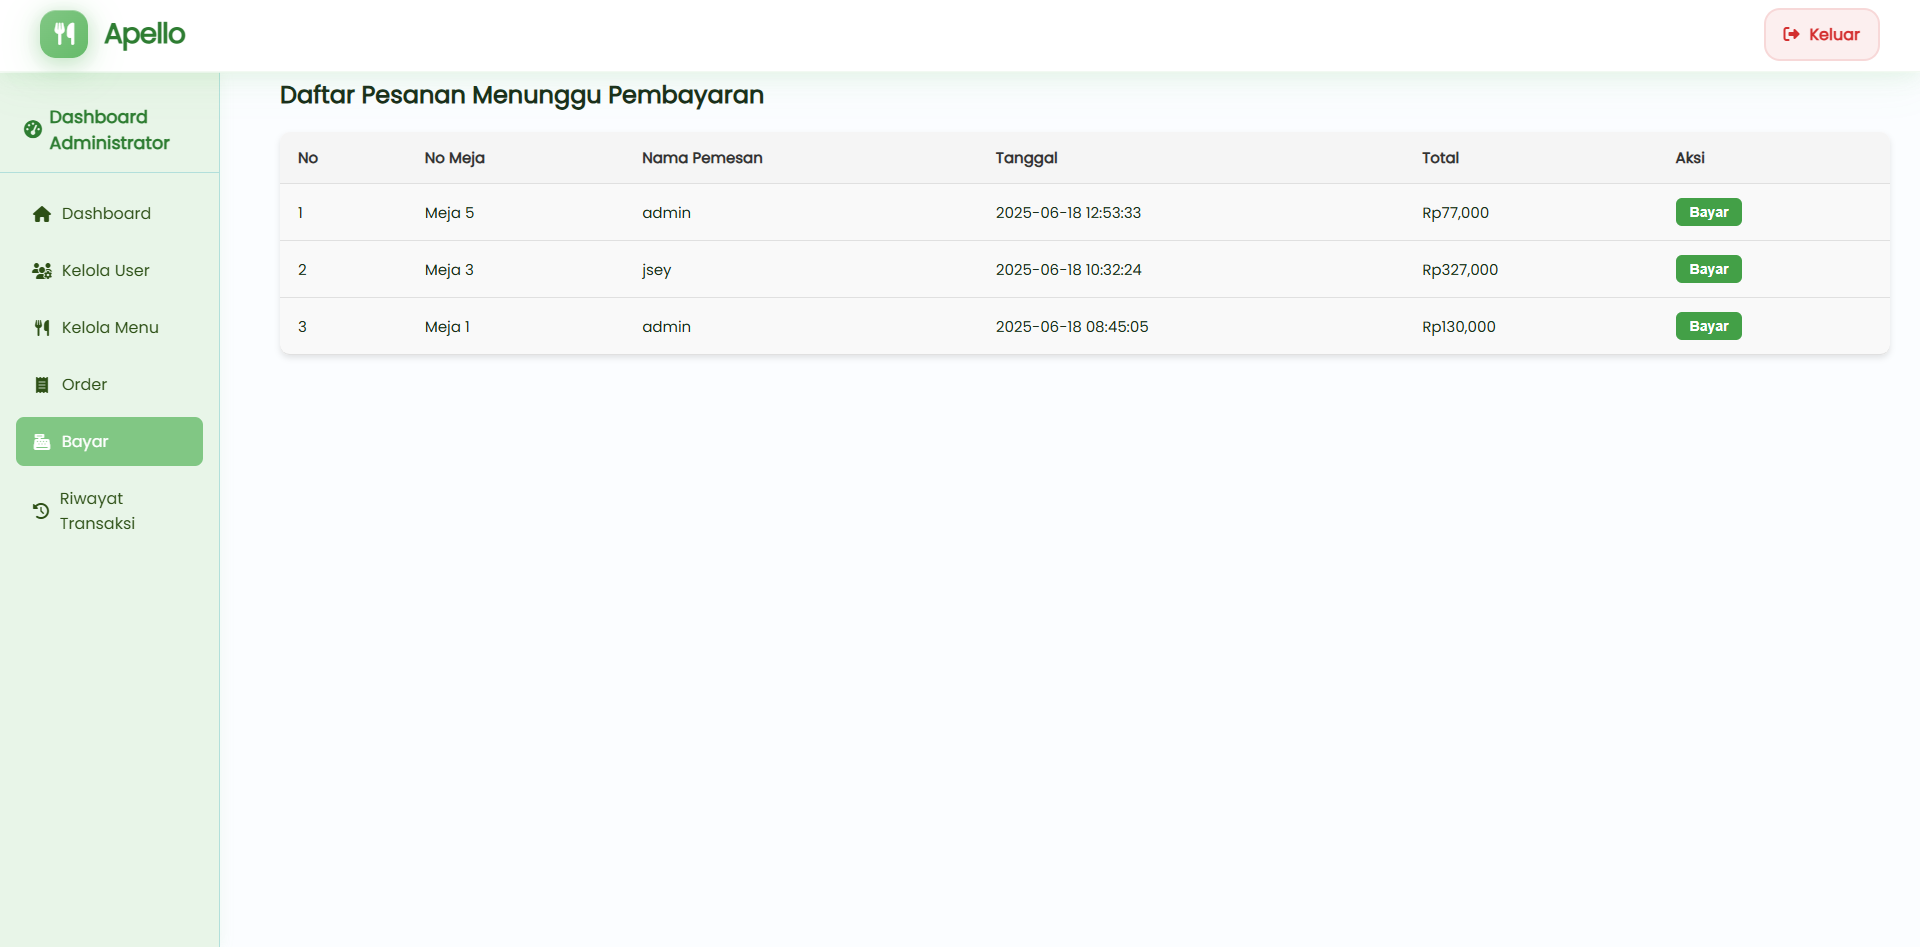 Apello
Keluar
Dashboard
Administrator
Dashboard
Kelola User
Kelola Menu
Order
Bayar
Riwayat
Transaksi
Daftar Pesanan Menunggu Pembayaran
No No Meja Nama Pemesan Tanggal Total Aksi
1 Meja 5 admin 2025-06-18 12:53:33 Rp77,000 Bayar
2 Meja 3 jsey 2025-06-18 10:32:24 Rp327,000 Bayar
3 Meja 1 admin 2025-06-18 08:45:05 Rp130,000 Bayar